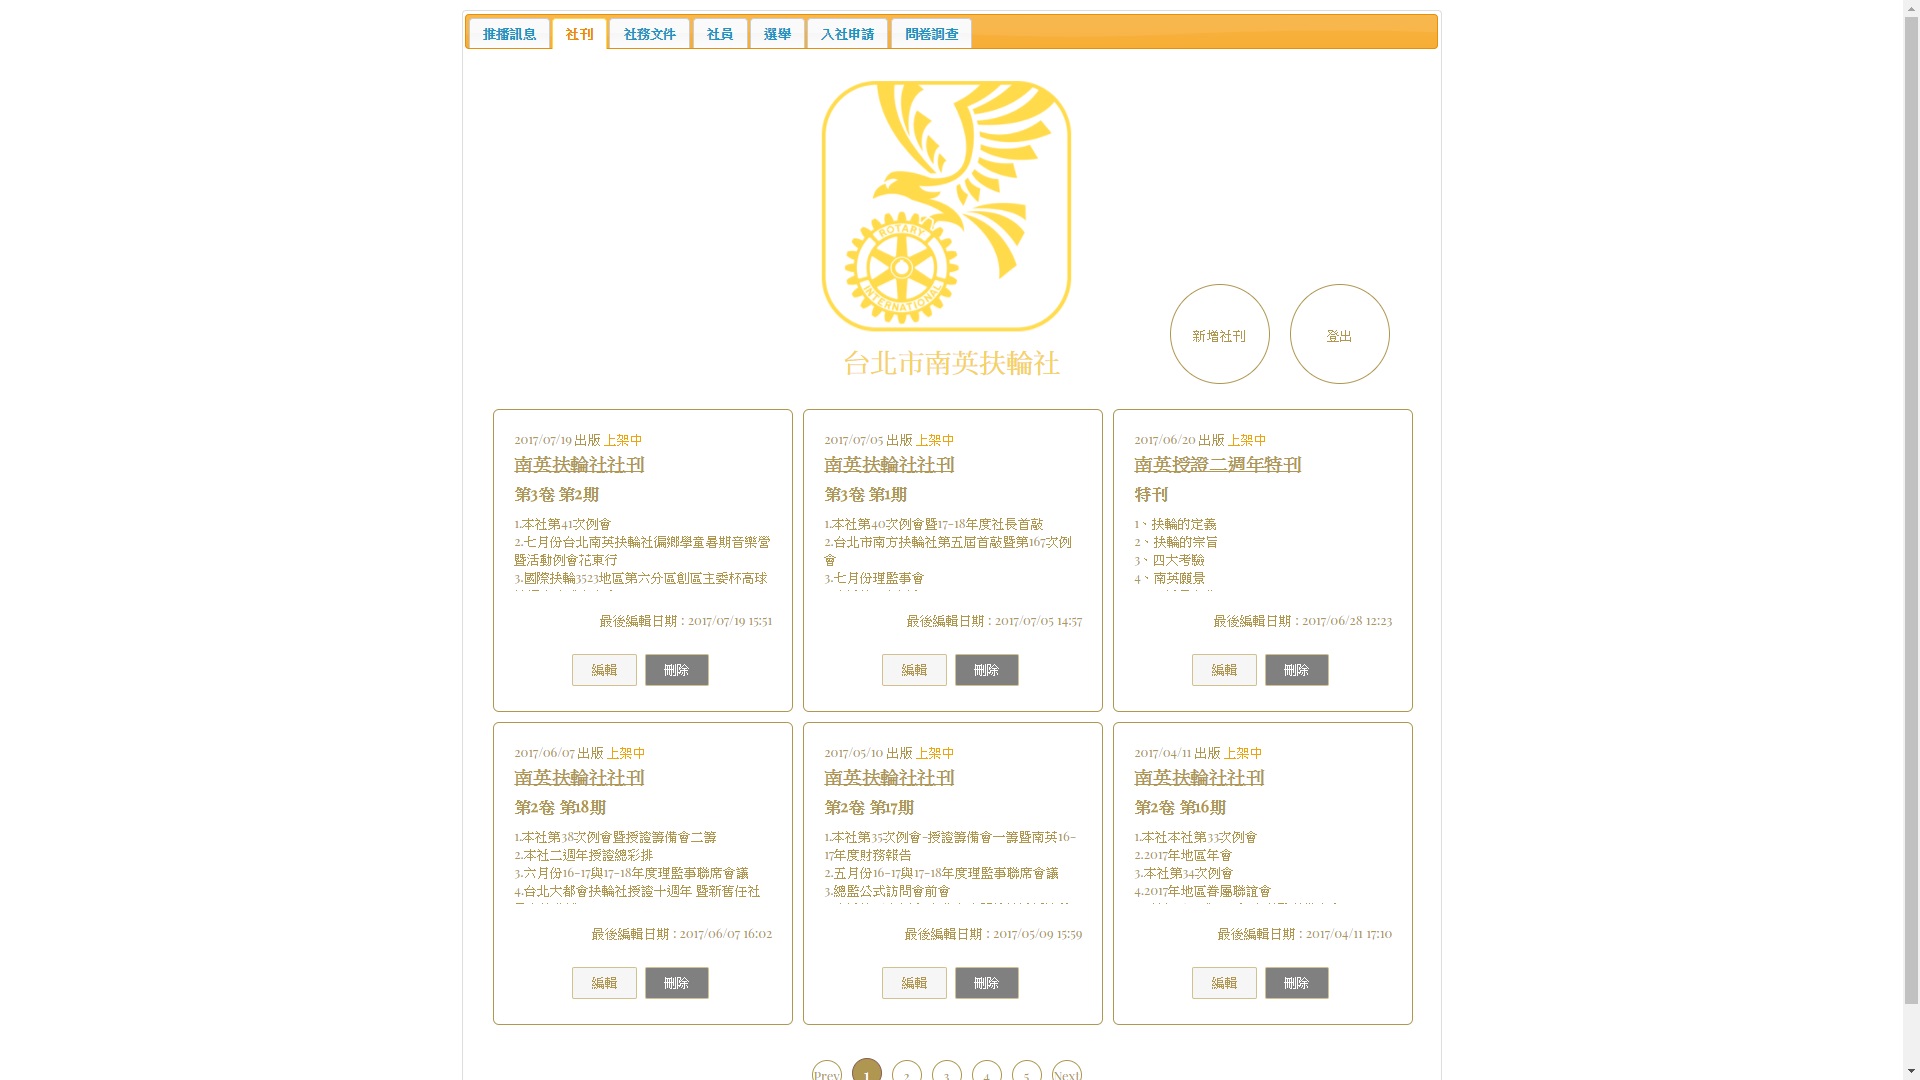 推播訊息 社刊 社務文件 社員 選舉 入社申請 問卷調查
ROTARY
INTERNATIONAL
台北市南英扶輪社
新增社刊
登出
2017/07/19 出版 上架中
南英扶輪社社刊
第3卷 第2期
1.本社第41次例會
2.七月份台北南英扶輪社偏鄉學童暑期音樂營
暨活動例會花東行
3.國際扶輪3523地區第六分區創區主委杯高球
最後編輯日期 : 2017/07/19 15:51
編輯 刪除
2017/07/05 出版 上架中
南英扶輪社社刊
第3卷 第1期
1.本社第40次例會暨17-18年度社長首敲
2.台北市南方扶輪社第五屆首敲暨第167次例
會
3.七月份理監事會
最後編輯日期 : 2017/07/05 14:57
編輯 刪除
2017/06/20 出版 上架中
南英授證二週年特刊
特刊
1、扶輪的定義
2、扶輪的宗旨
3、四大考驗
4、南英願景
最後編輯日期 : 2017/06/28 12:23
編輯 刪除
2017/06/07 出版 上架中
南英扶輪社社刊
第2卷 第18期
1.本社第38次例會暨授證籌備會二籌
2.本社二週年授證總彩排
3.六月份16-17與17-18年度理監事聯席會議
4.台北大都會扶輪社授證十週年 暨新舊任社
最後編輯日期 : 2017/06/07 16:02
編輯 刪除
2017/05/10 出版 上架中
南英扶輪社社刊
第2卷 第17期
1.本社第35次例會-授證籌備會一籌暨南英16-
17年度財務報告
2.五月份16-17與17-18年度理監事聯席會議
3.總監公式訪問會前會
最後編輯日期 : 2017/05/09 15:59
編輯 刪除
2017/04/11 出版 上架中
南英扶輪社社刊
第2卷 第16期
1.本社本社第33次例會
2.2017年地區年會
3.本社第34次例會
4.2017年地區眷屬聯誼會
最後編輯日期 : 2017/04/11 17:10
編輯 刪除
Prev 1 2 3 4 5 Next